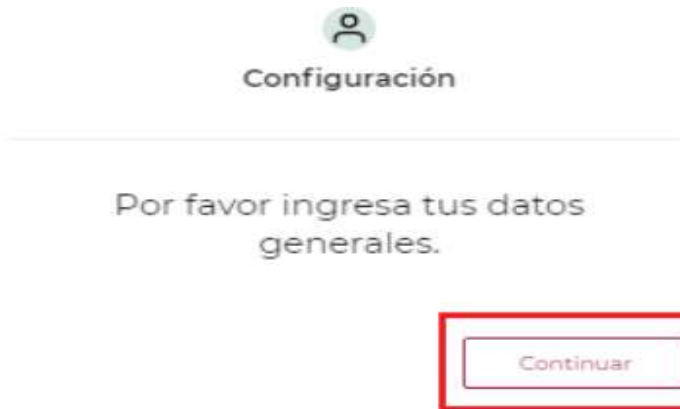 Configuración
Por favor ingresa tus datos
generales.
Continuar